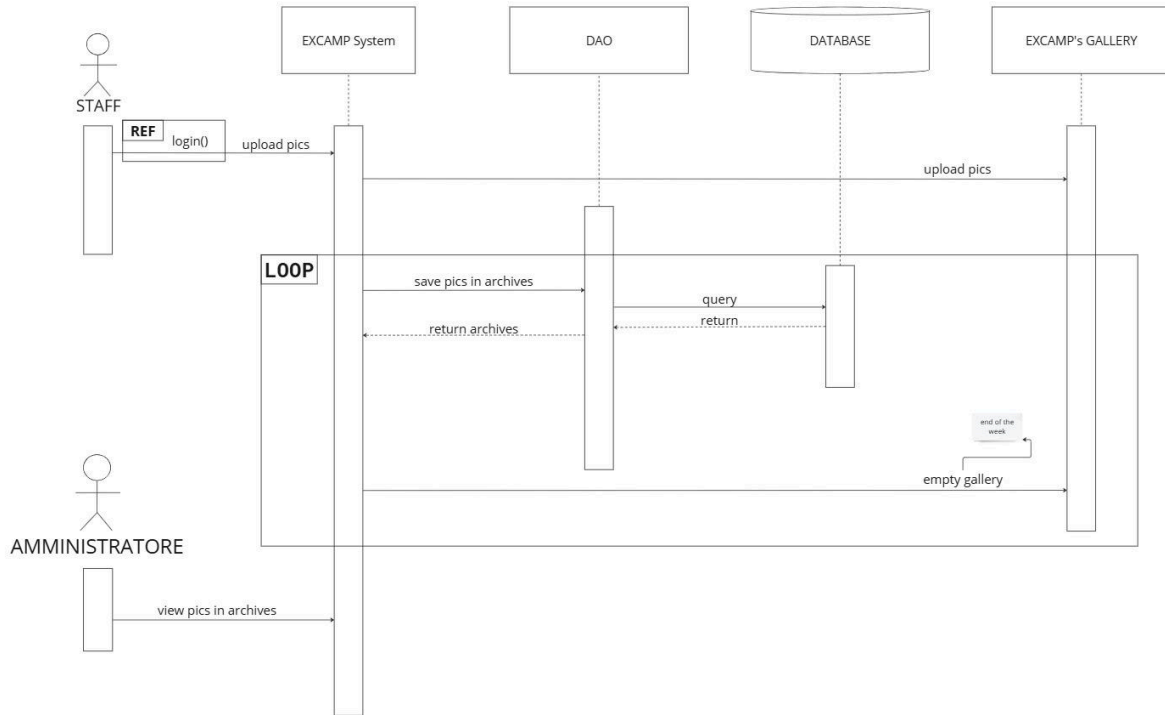 EXCAMP System
DAO
DATABASE
EXCAMP's GALLERY
STAFF
REF
login()
upload pics
upload pics
LOOP
save pics in archives
query
return
return archives
end of the
week
empty gallery
AMMINISTRATORE
view pics in archives